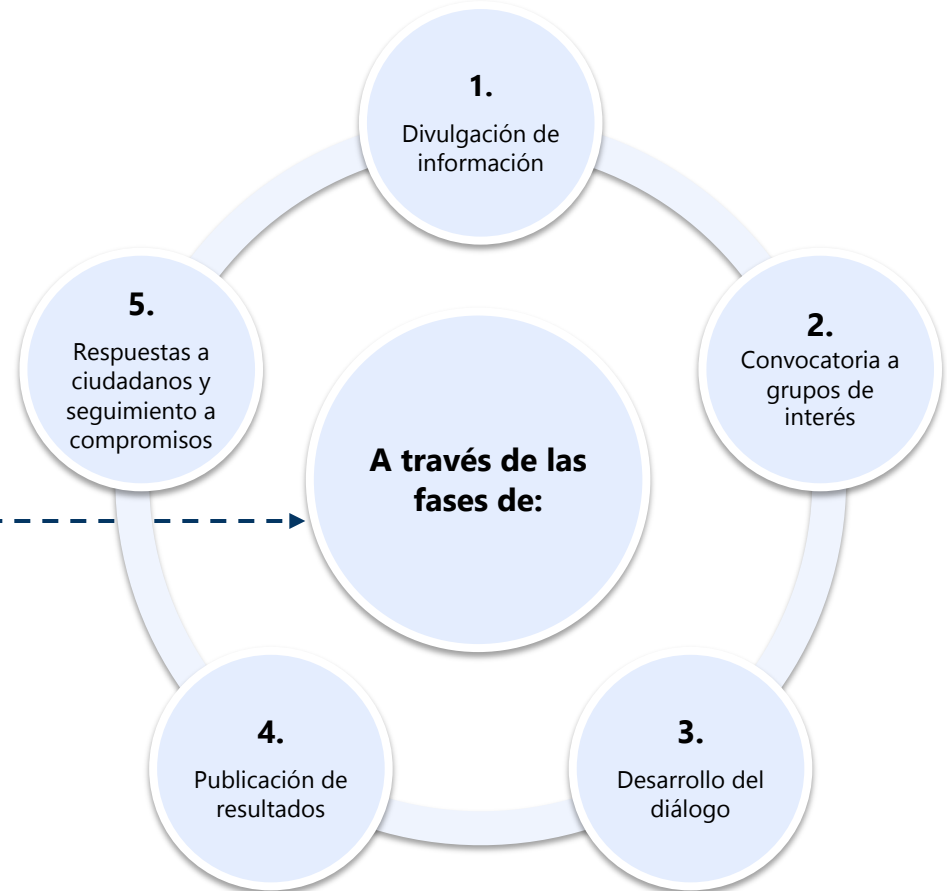 1.
Divulgación de
información
2.
Convocatoria a
grupos de
interés
3.
Desarrollo del
diálogo
4.
Publicación de
resultados
5.
Respuestas a
ciudadanos y
seguimiento a
compromisos
A través de las
fases de: